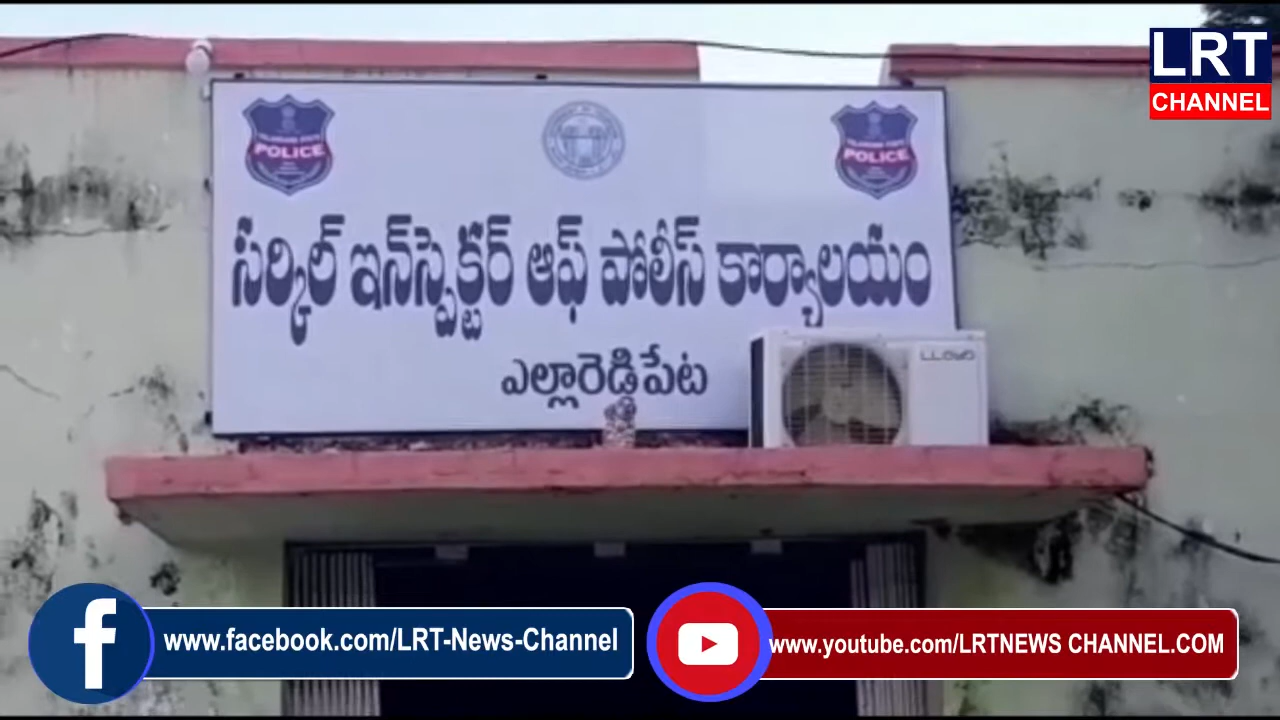 LRT
CHANNEL
POLICE
POLICE
సర్కిల్ ఇన్‌స్పెక్టర్ ఆఫ్ పోలీస్ కార్యాలయం
ఎల్లారెడ్డిపేట
LLOYD
www.facebook.com/LRT-News-Channel
www.youtube.com/LRTNEWS CHANNEL.COM